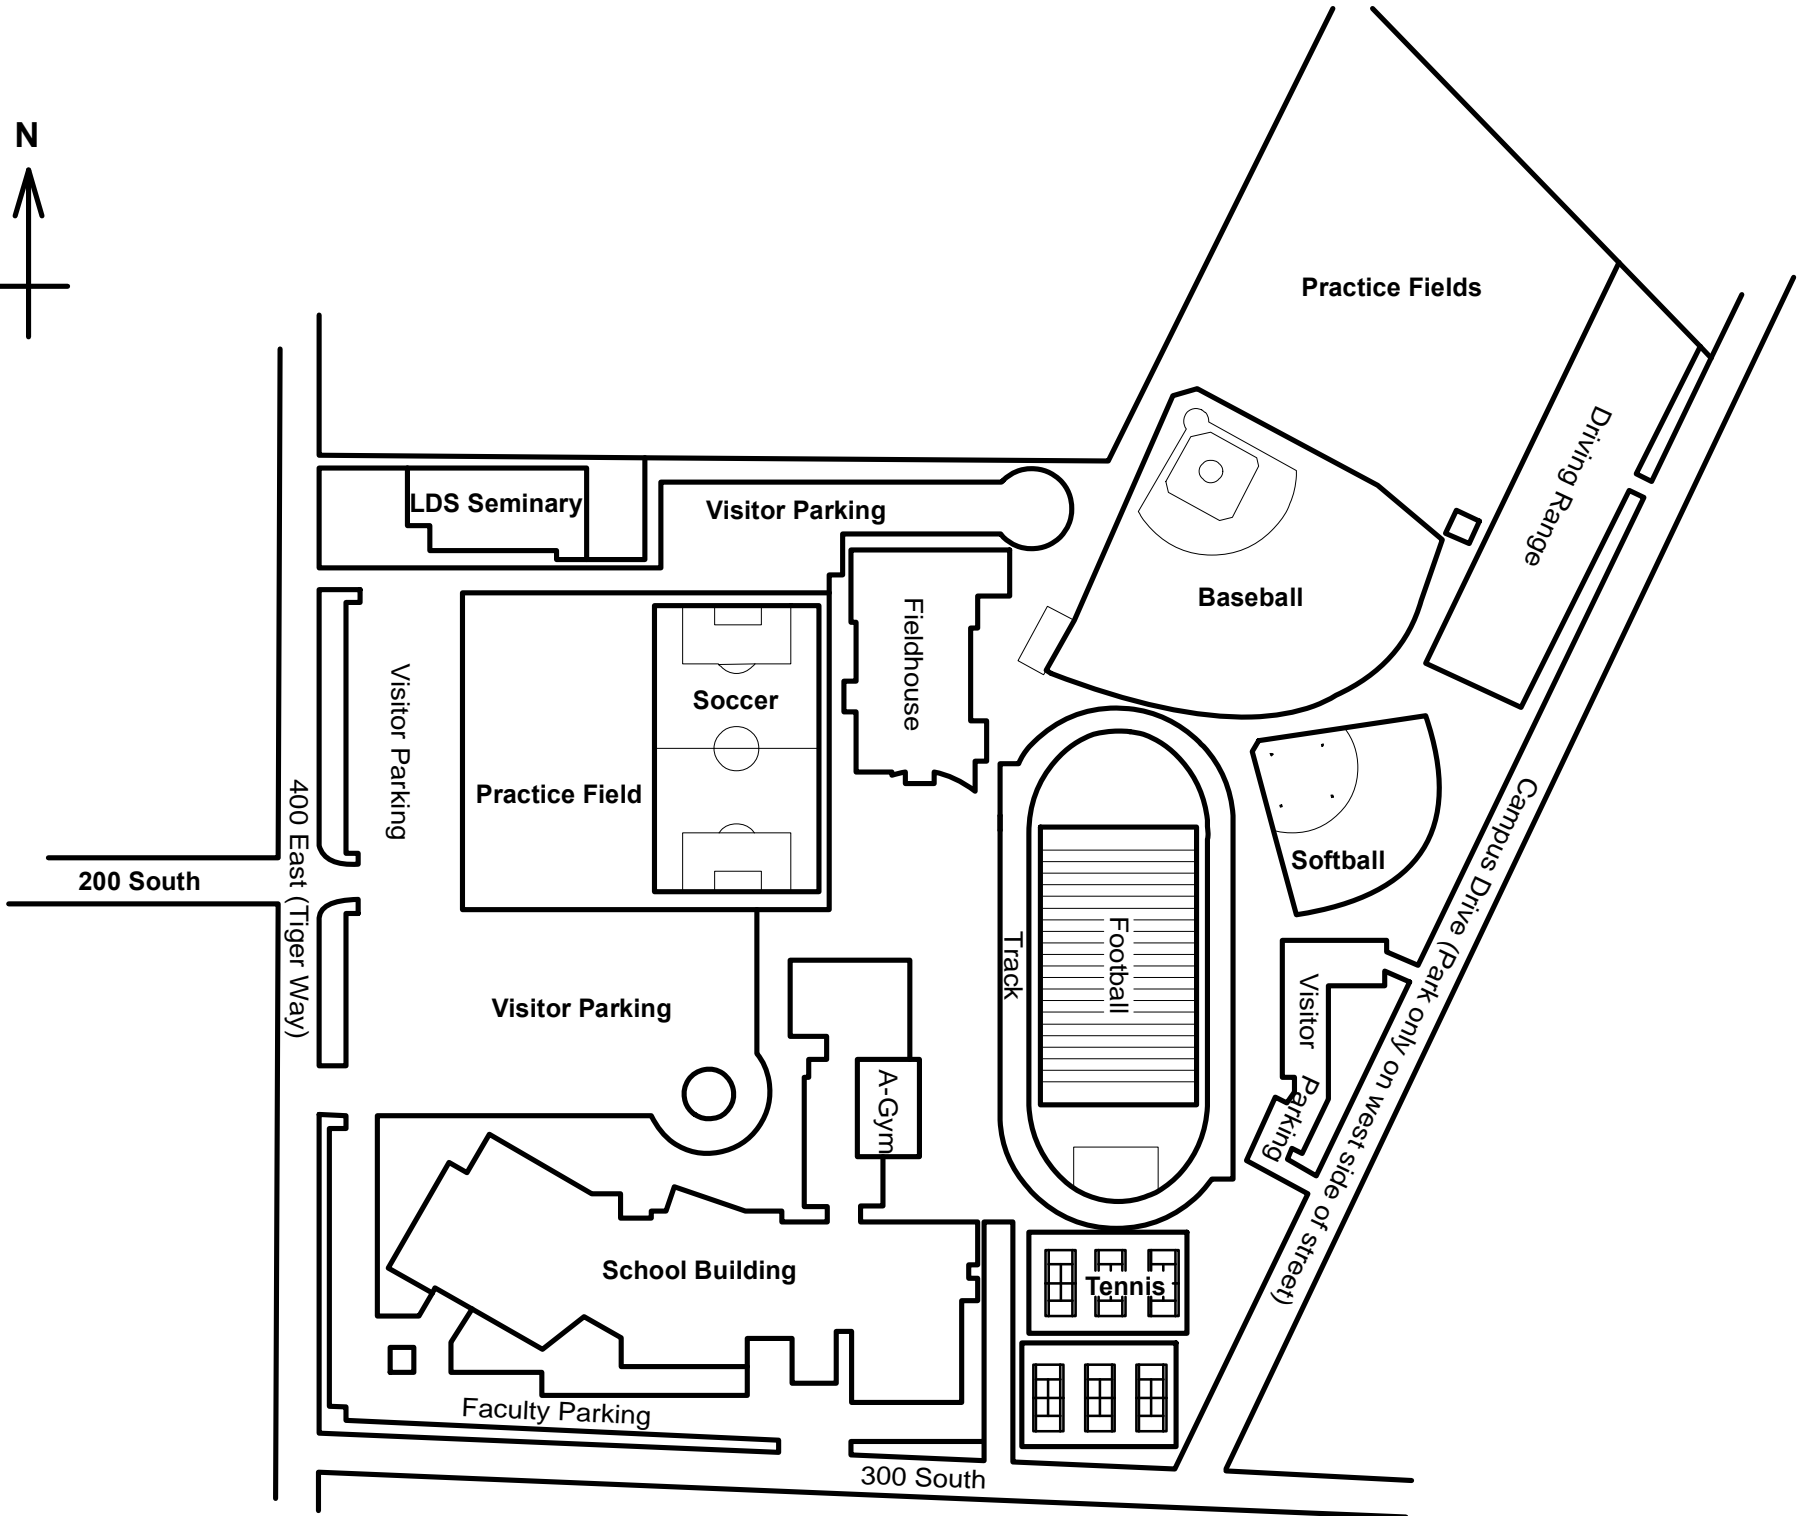 N
Practice Fields
Driving Range
LDS Seminary
Visitor Parking
Baseball
Fieldhouse
Soccer
Visitor Parking
Practice Field
400 East (Tiger Way)
200 South
Softball
Campus Drive (Park only on west side of street)
Track
Football
Visitor Parking
Visitor
Parking
A-Gym
School Building
Tennis
Faculty Parking
300 South